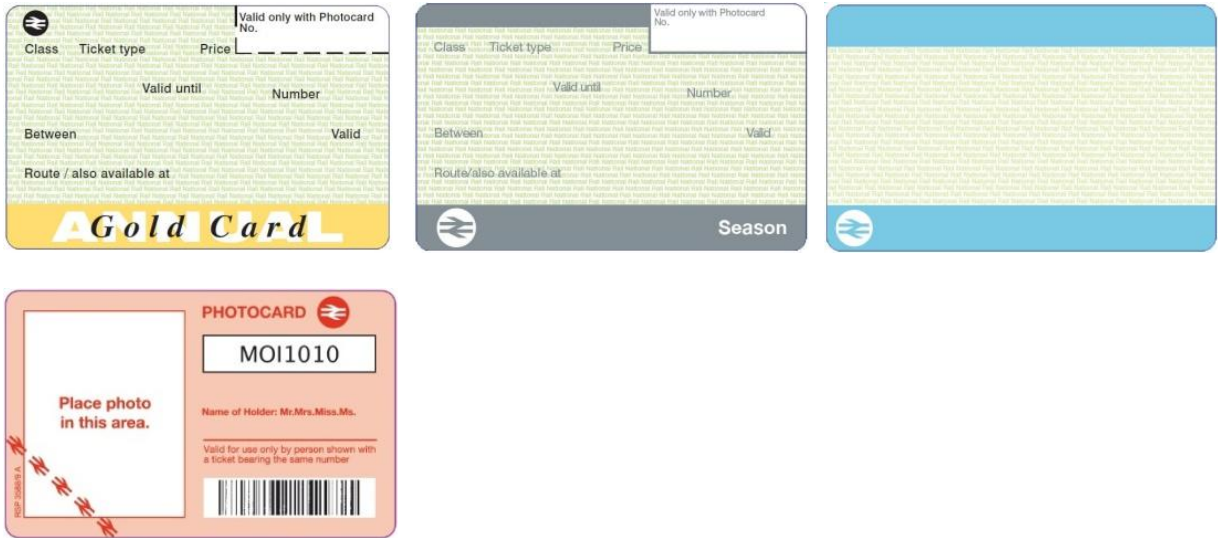 Valid only with Photocard
No.
Class Ticket type Price
Valid until
Number
Between Valid
Route / also available at
ANNUAL
Gold Card
Valid only with Photocard
No.
Class Ticket type Price
Valid until
Number
Between Valid
Route/also available at
Season
PHOTOCARD
MOI1010
Place photo
in this area.
Name of Holder: Mr.Mrs.Miss.Ms.
Valid for use only by person shown with
a ticket bearing the same number
RSP 3588/9 A